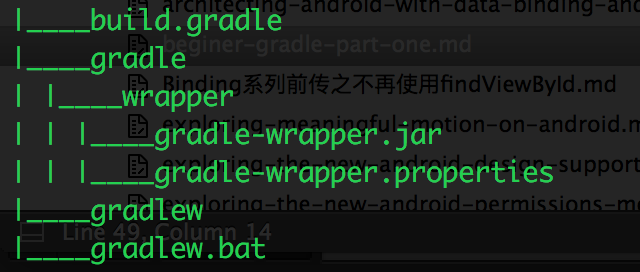 architecting-android-with-data-binding-an
|____build.gradle
beginer-gradle-part-one.md
|____gradle
Binding系列前传之不再使用findViewById.md
| |____wrapper
exploring-meaningful-motion-on-android.m
| | |____gradle-wrapper.jar
exploring-the-new-android-design-support
| | |____gradle-wrapper.properties
exploring-the-new-android-permissions-me
|____gradlew
Line 49, Column 14
|____gradlew.bat